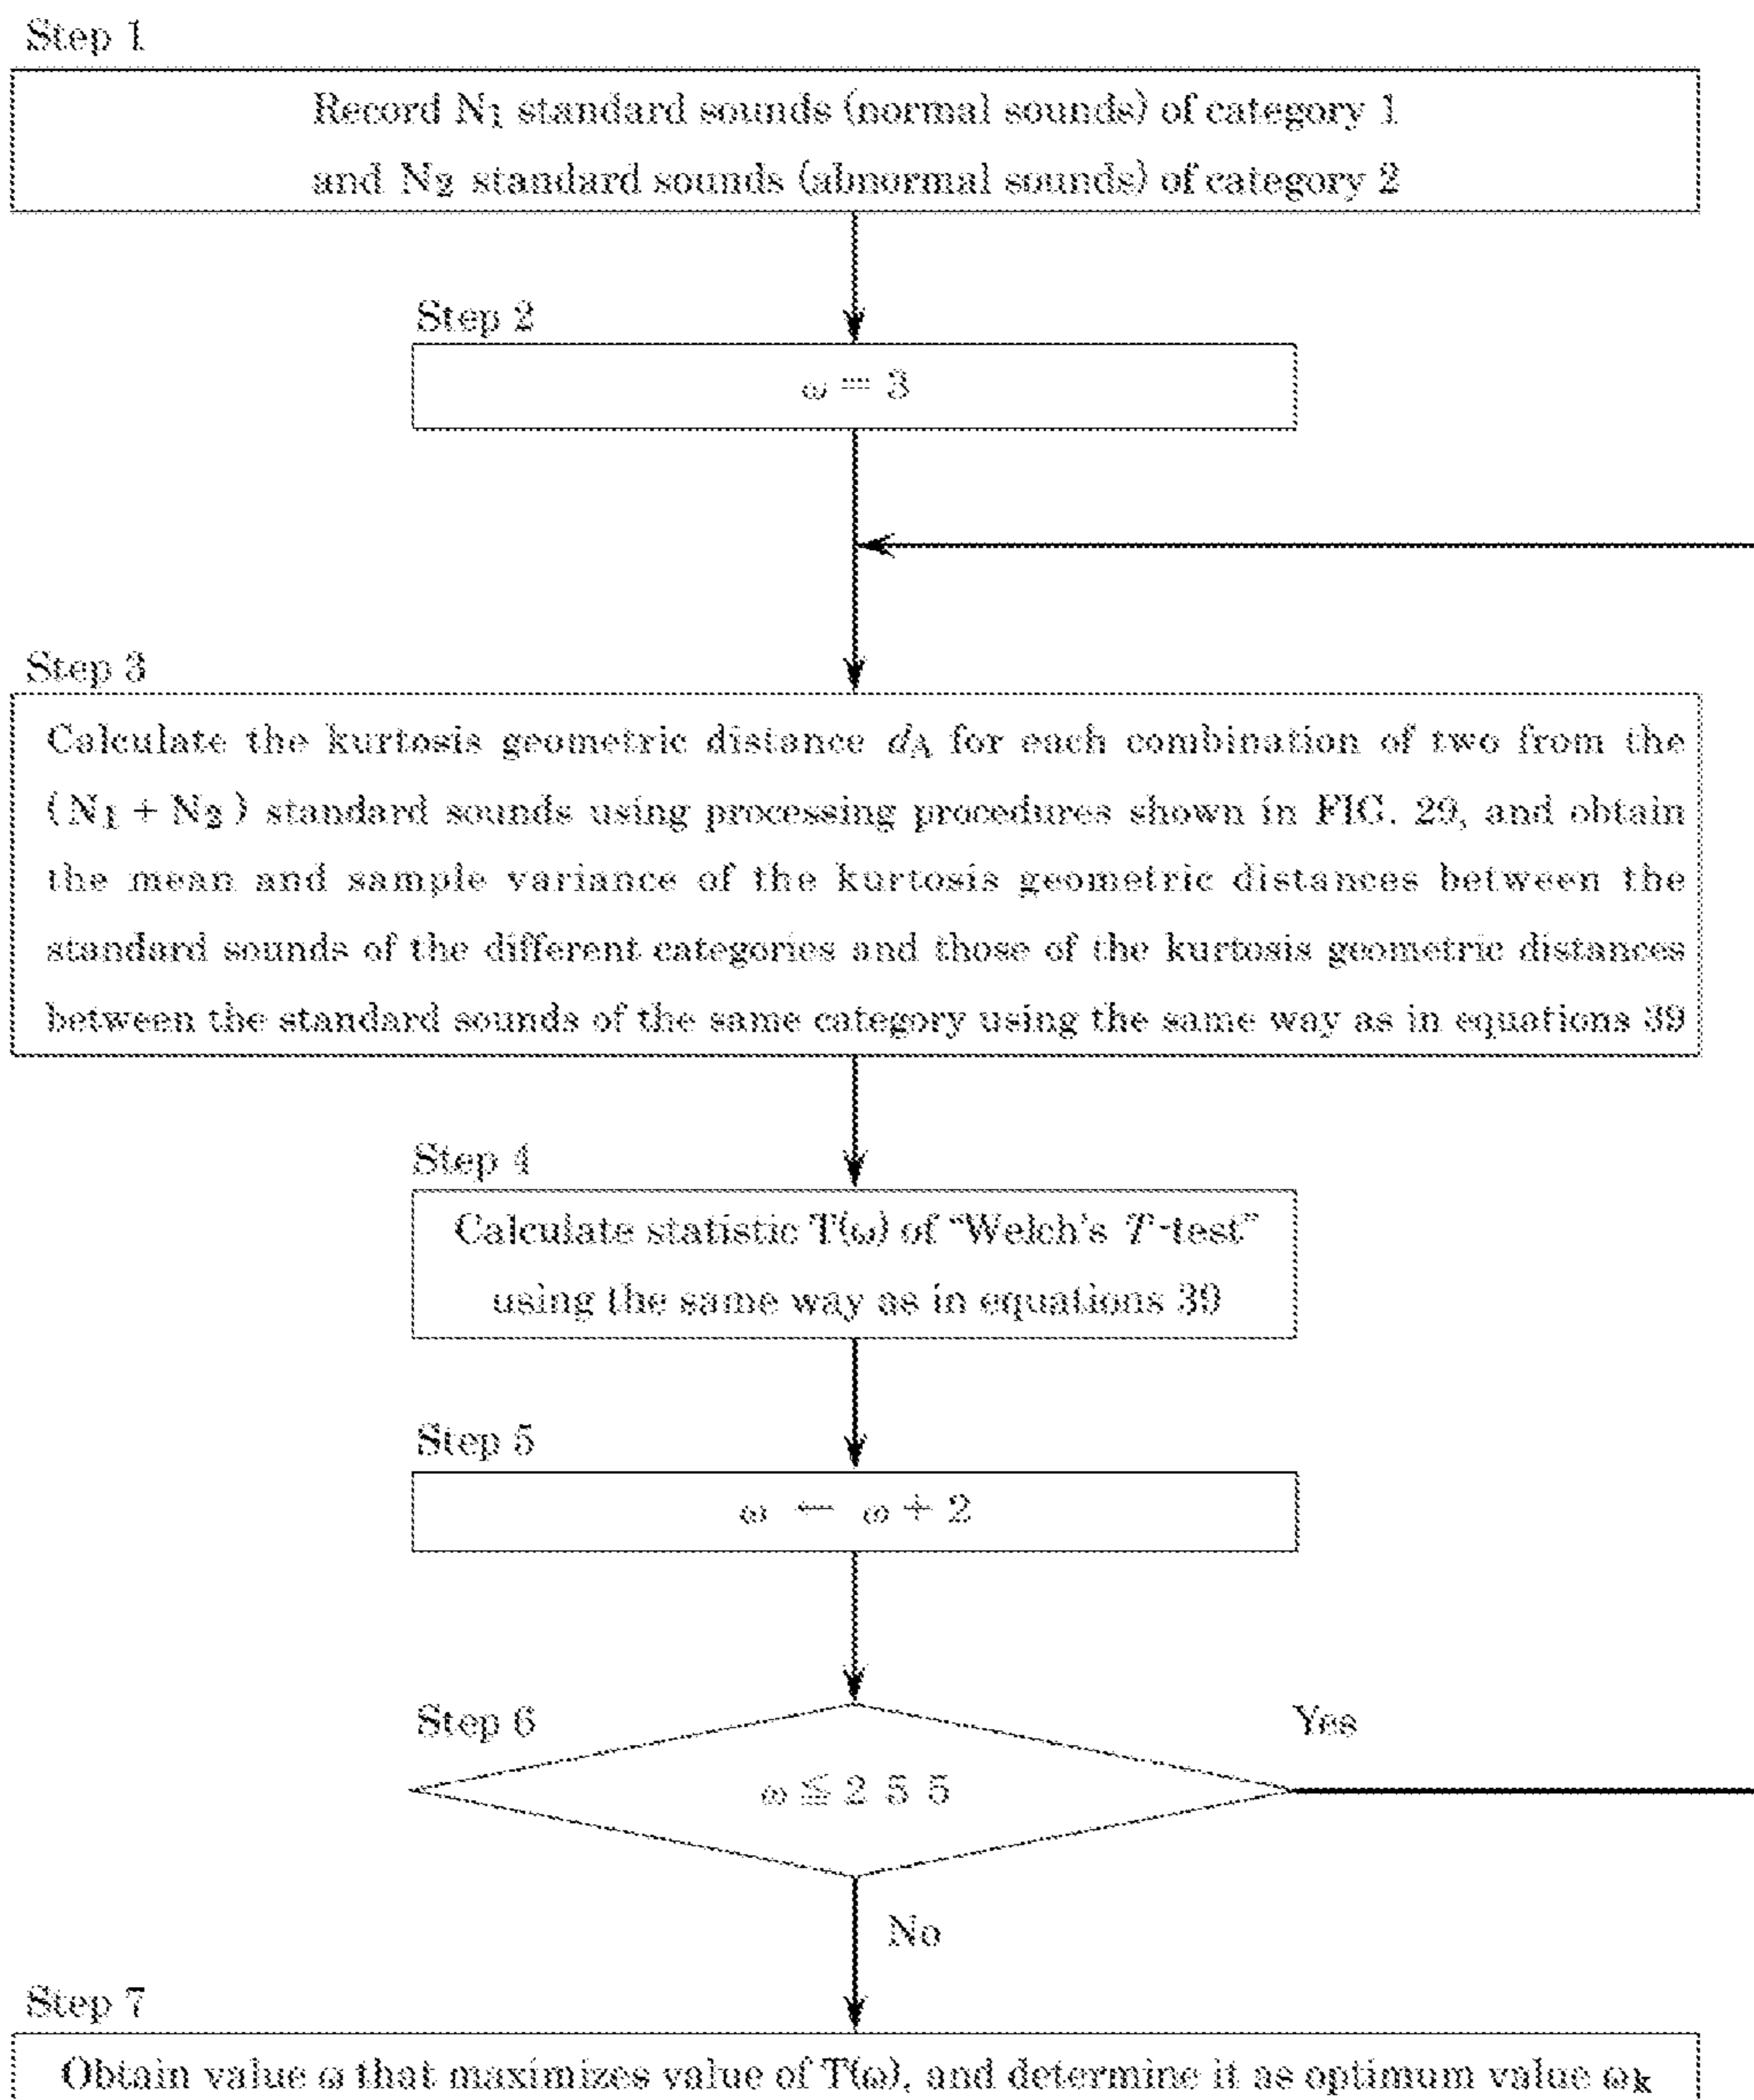 Step 1
Record N1 standard sounds (normal sounds) of category 1
and N2 standard sounds (abnormal sounds) of category 2
Step 2
ω = 3
Step 3
Calculate the kurtosis geometric distance dA for each combination of two from the
(N1 + N2) standard sounds using processing procedures shown in FIG. 29, and obtain
the mean and sample variance of the kurtosis geometric distances between the
standard sounds of the different categories and those of the kurtosis geometric distances
between the standard sounds of the same category using the same way as in equations 39
Step 4
Calculate statistic T(ω) of “Welch's T-test”
using the same way as in equations 39
Step 5
ω ← ω + 2
Step 6
Yes
ω ≦ 2 5 5
No
Step 7
Obtain value ω that maximizes value of T(ω), and determine it as optimum value ωk